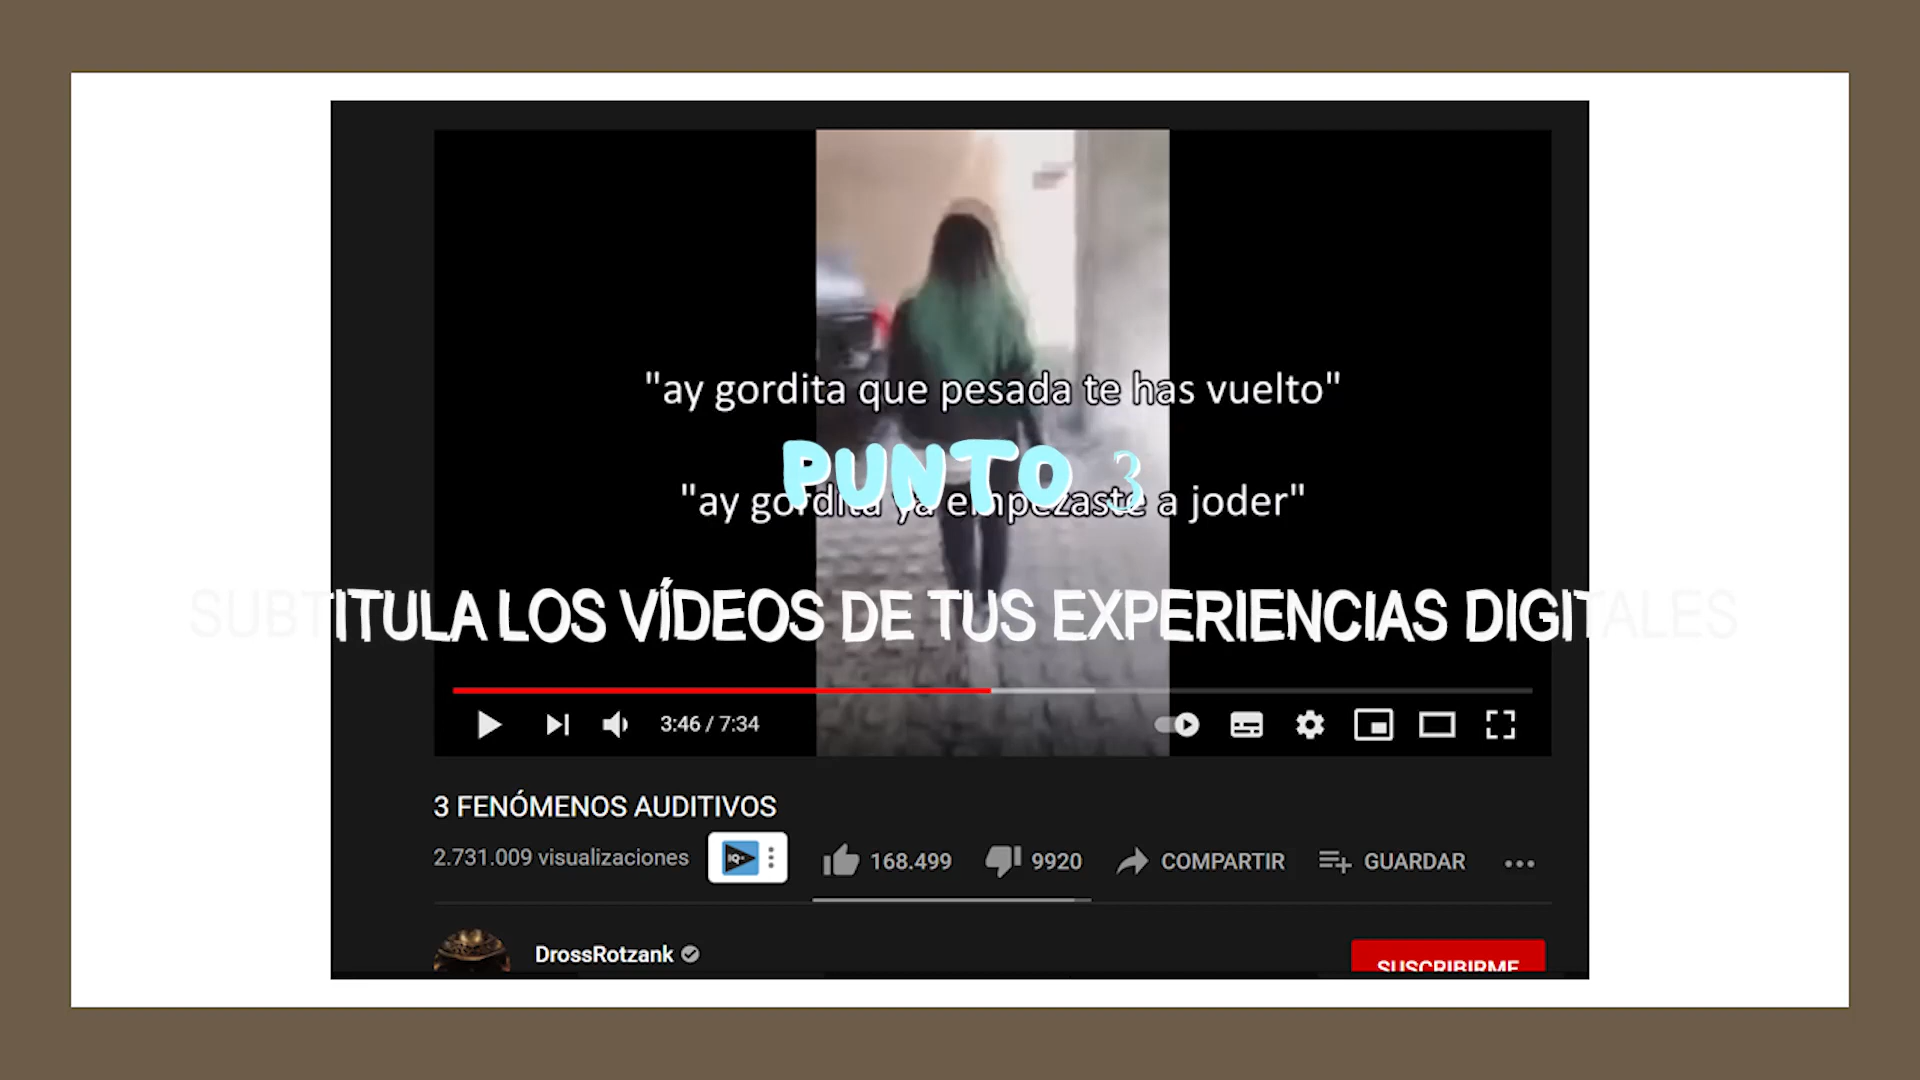 "ay gordita que pesada te has vuelto"
PUNTO 3
"ay gordita ya empezaste a joder"
SUBTITULA LOS VÍDEOS DE TUS EXPERIENCIAS DIGITALES
3:46 / 7:34
3 FENÓMENOS AUDITIVOS
2.731.009 visualizaciones
IQ
168.499
9920
COMPARTIR
GUARDAR
DrossRotzank
SUSCRIBIRME